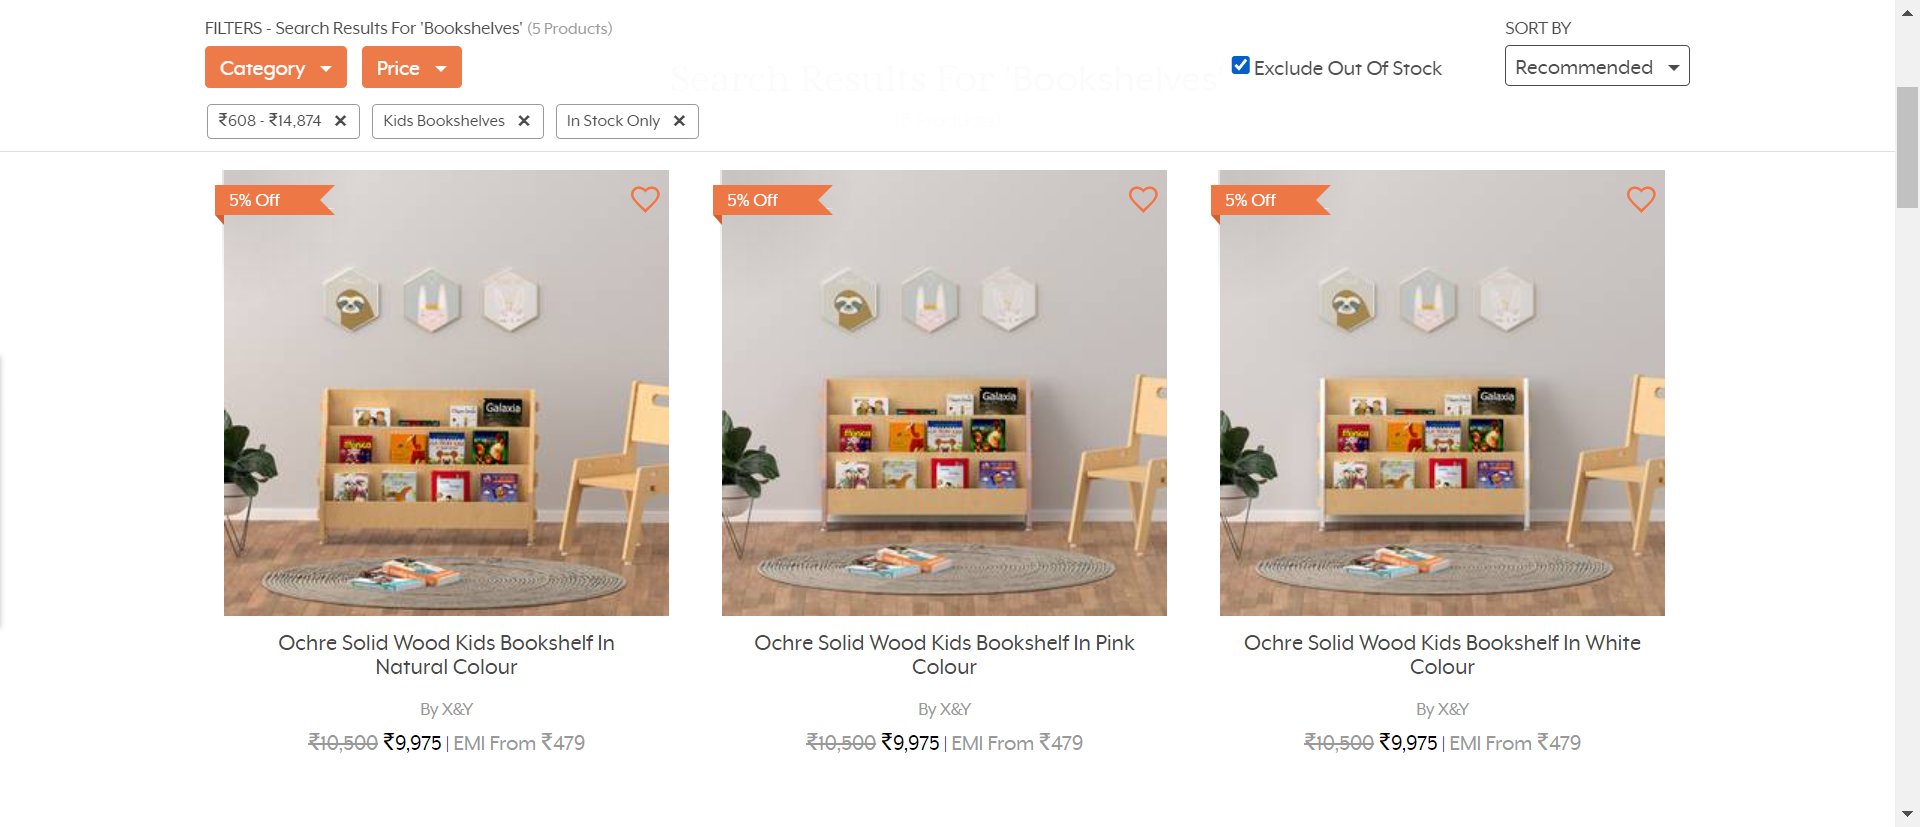 FILTERS - Search Results For 'Bookshelves' (5 Products)
SORT BY
Category
Price
Search Results For 'Bookshelves'
Exclude Out Of Stock
Recommended
₹608 - ₹14,874 ✕
Kids Bookshelves ✕
In Stock Only ✕
5% Off
5% Off
5% Off
Galaxia
Galaxia
Galaxia
Ochre Solid Wood Kids Bookshelf In
Natural Colour
By X&Y
₹10,500 ₹9,975 | EMI From ₹479
Ochre Solid Wood Kids Bookshelf In Pink
Colour
By X&Y
₹10,500 ₹9,975 | EMI From ₹479
Ochre Solid Wood Kids Bookshelf In White
Colour
By X&Y
₹10,500 ₹9,975 | EMI From ₹479